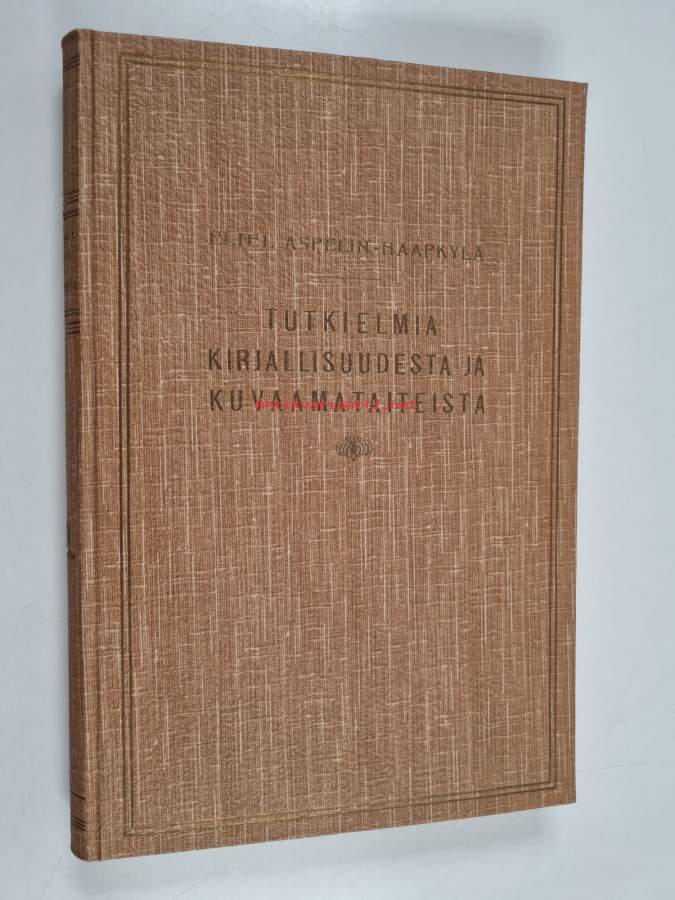 ELIEL ASPELIN-HAAPKYLÄ
TUTKIELMIA
KIRJALLISUUDESTA JA
KUVAAMATAITEISTA